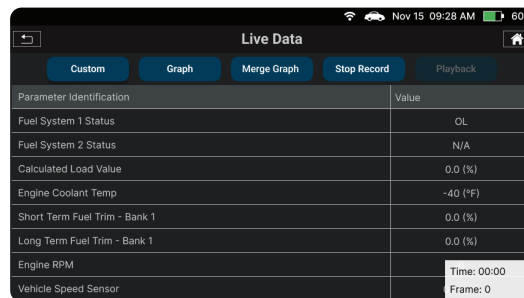 Nov 15 09:28 AM 60
Live Data
Custom Graph Merge Graph Stop Record Playback
Parameter Identification Value
Fuel System 1 Status OL
Fuel System 2 Status N/A
Calculated Load Value 0.0 (%)
Engine Coolant Temp -40 (°F)
Short Term Fuel Trim - Bank 1 0.0 (%)
Long Term Fuel Trim - Bank 1 0.0 (%)
Engine RPM
Time: 00:00
Vehicle Speed Sensor
Frame: 0